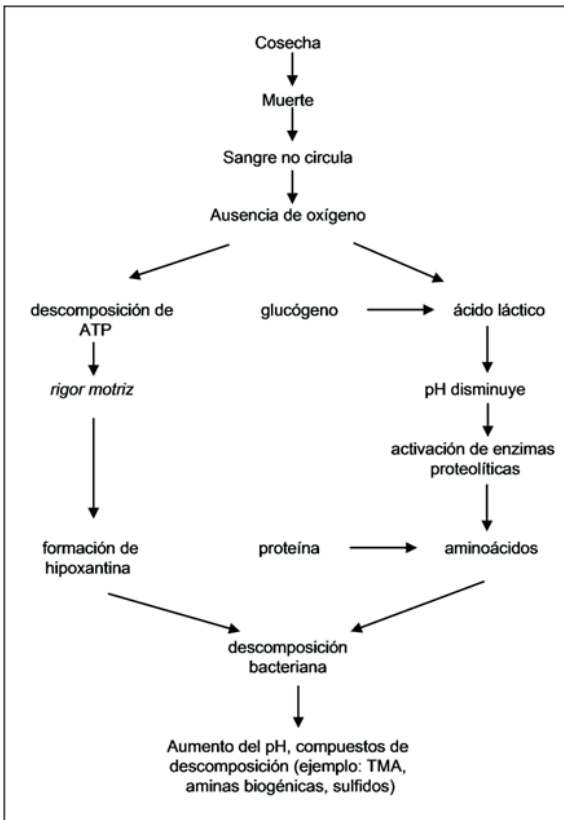 Cosecha
Muerte
Sangre no circula
Ausencia de oxígeno
descomposición de
ATP
glucógeno
ácido láctico
rigor motriz
pH disminuye
activación de enzimas
proteolíticas
formación de
hipoxantina
proteína
aminoácidos
descomposición
bacteriana
Aumento del pH, compuestos de
descomposición (ejemplo: TMA,
aminas biogénicas, sulfidos)